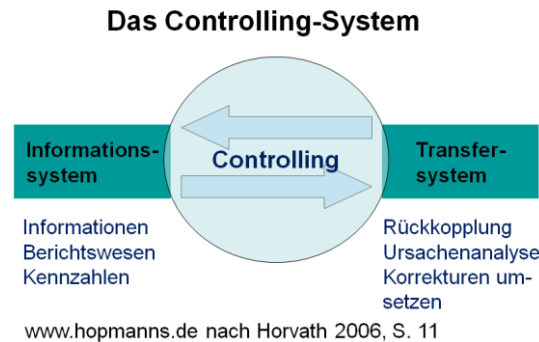 Das Controlling-System
Informations-
system
Controlling
Transfer-
system
Informationen
Berichtswesen
Kennzahlen
Rückkopplung
Ursachenanalyse
Korrekturen um-
setzen
www.hopmanns.de nach Horvath 2006, S. 11